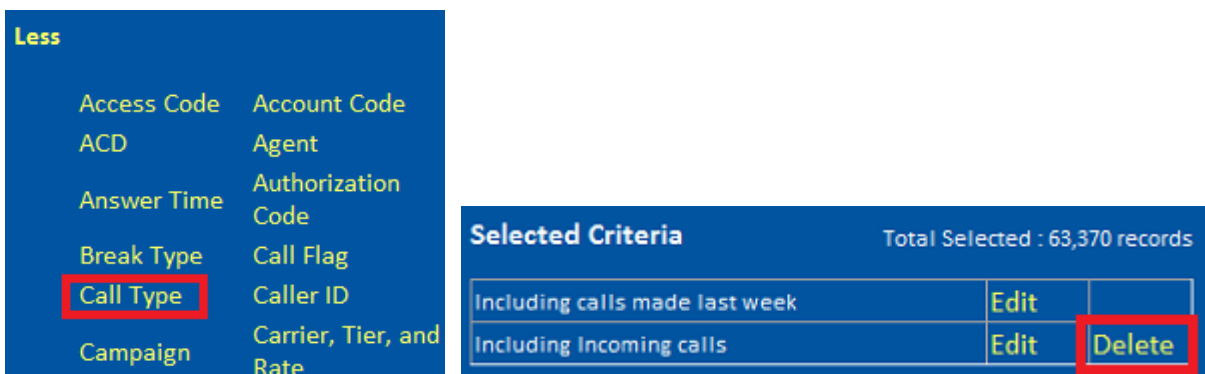 Less
Access Code Account Code
ACD Agent
Answer Time Authorization
Code
Break Type Call Flag
Call Type Caller ID
Campaign Carrier, Tier, and
Rate
Selected Criteria Total Selected : 63,370 records
Including calls made last week Edit
Including Incoming calls Edit Delete